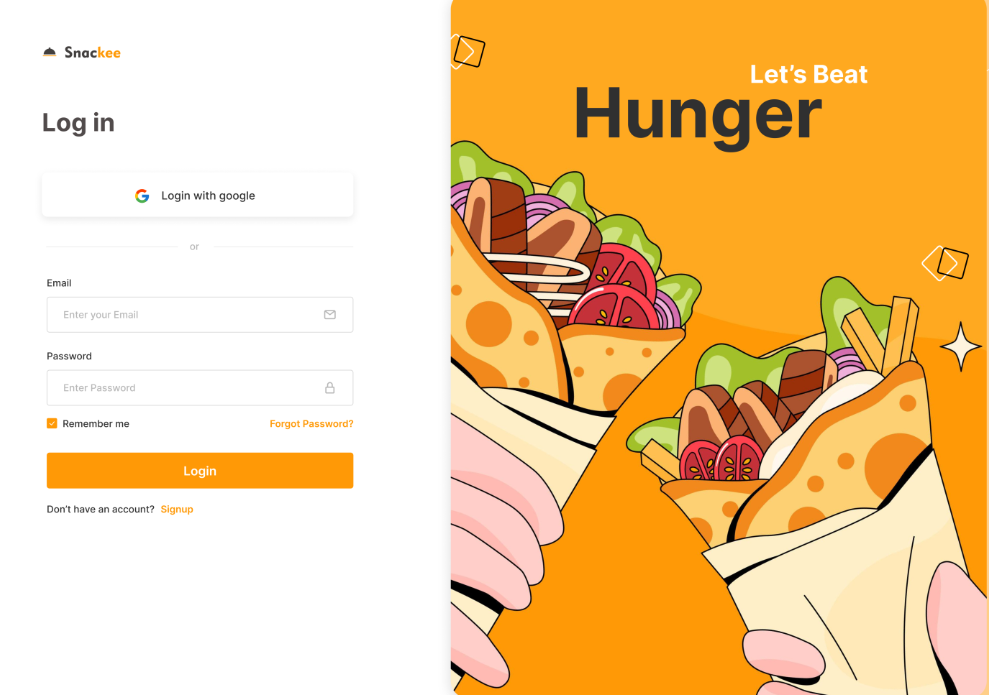 Snackee
Log in
Login with google
or
Email
Enter your Email
Password
Enter Password
Remember me
Forgot Password?
Login
Don't have an account? Signup
Let's Beat
Hunger